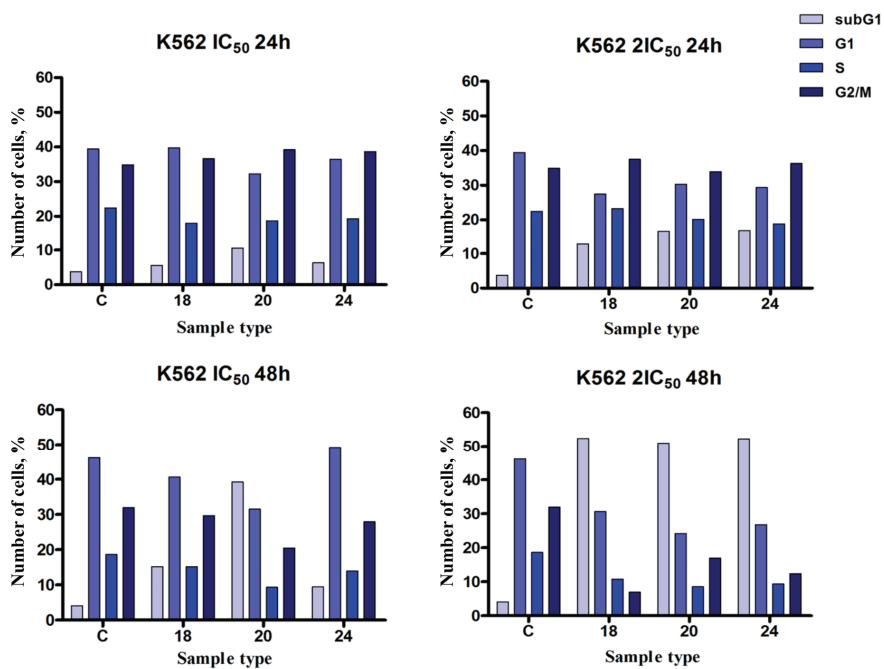 subG1
G1
S
G2/M
K562 IC50 24h
Number of cells, %
60
50
40
30
20
10
0
C 18 20 24
Sample type
K562 2IC50 24h
Number of cells, %
60
50
40
30
20
10
0
C 18 20 24
Sample type
K562 IC50 48h
Number of cells, %
60
50
40
30
20
10
0
C 18 20 24
Sample type
K562 2IC50 48h
Number of cells, %
60
50
40
30
20
10
0
C 18 20 24
Sample type